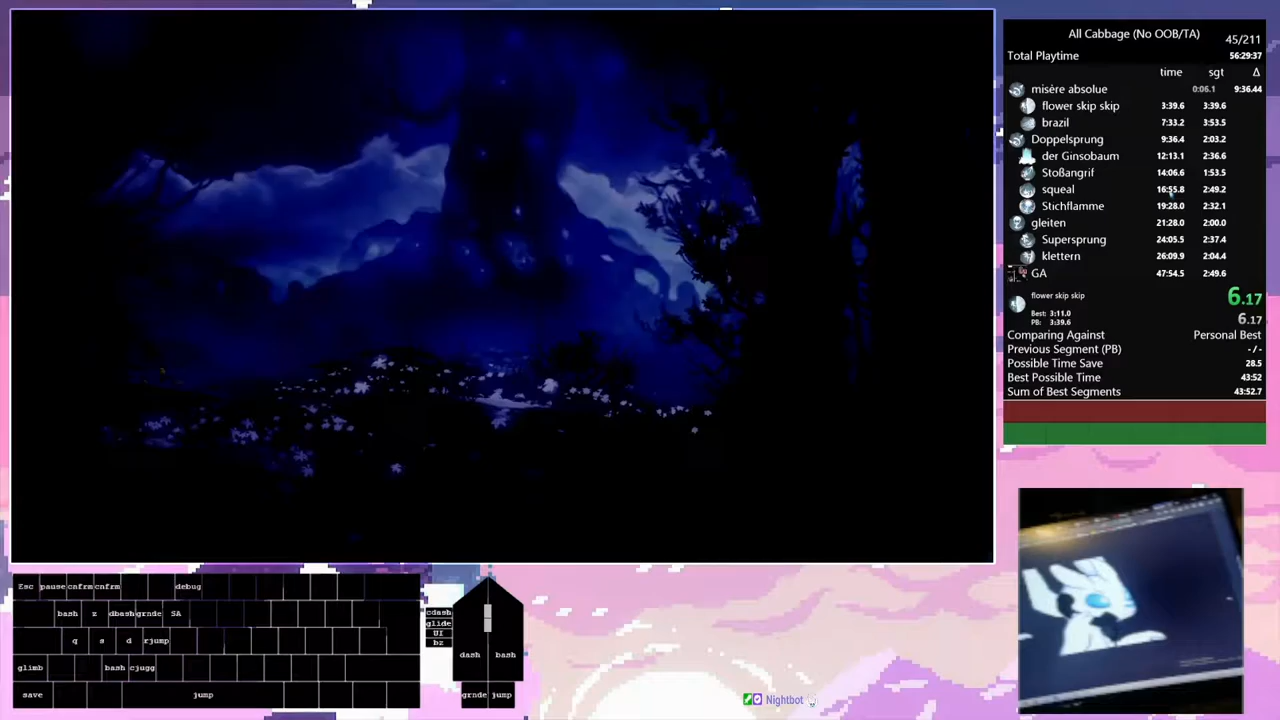 All Cabbage (No OOB/TA)
45/211
Total Playtime 56:29:37
time sgt Δ
misère absolue 0:06.1 9:36.44
flower skip skip 3:39.6 3:39.6
brazil 7:33.2 3:53.5
Doppelsprung 9:36.4 2:03.2
der Ginsobaum 12:13.1 2:36.6
Stoßangrif 14:06.6 1:53.5
squeal 16:55.8 2:49.2
Stichflamme 19:28.0 2:32.1
gleiten 21:28.0 2:00.0
Supersprung 24:05.5 2:37.4
klettern 26:09.9 2:04.4
GA 47:54.5 2:49.6
flower skip skip 6.17
Best: 3:11.0
PB: 3:39.6 6.17
Comparing Against Personal Best
Previous Segment (PB) -/-
Possible Time Save 28.5
Best Possible Time 43:52
Sum of Best Segments 43:52.7
Esc pause cnfrm cnfrm debug
bash z dbash grnde SA
q s d rjump
glimb bash cjugg
save jump
cdash
glide
UI
bz
dash bash
grnde jump
Nightbot